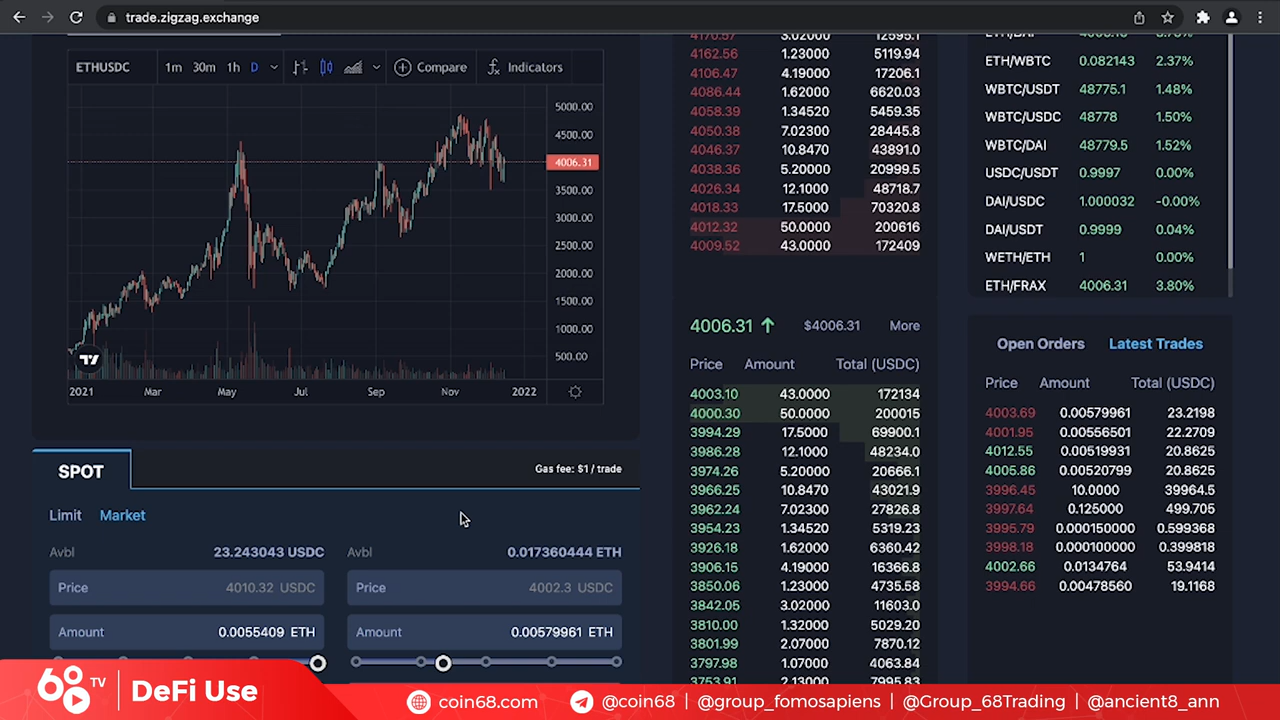 trade.zigzag.exchange
ETHUSDC 1m 30m 1h D Compare Indicators
5000.00
4500.00
4006.31
3500.00
3000.00
2500.00
2000.00
1500.00
1000.00
500.00
2021 Mar May Jul Sep Nov 2022
SPOT Gas fee: $1 / trade
Limit Market
Avbl 23.243043 USDC Avbl 0.017360444 ETH
Price 4010.32 USDC Price 4002.3 USDC
Amount 0.0055409 ETH Amount 0.00579961 ETH
4170.57 3.02000 12595.1
4162.56 1.23000 5119.94
4106.47 4.19000 17206.1
4086.44 1.62000 6620.03
4058.39 1.34520 5459.35
4050.38 7.02300 28445.8
4046.37 10.8470 43891.0
4038.36 5.20000 20999.5
4026.34 12.1000 48718.7
4018.33 17.5000 70320.8
4012.32 50.0000 200616
4009.52 43.0000 172409
4006.31 $4006.31 More
Price Amount Total (USDC)
4003.10 43.0000 172134
4000.30 50.0000 200015
3994.29 17.5000 69900.1
3986.28 12.1000 48234.0
3974.26 5.20000 20666.1
3966.25 10.8470 43021.9
3962.24 7.02300 27826.8
3954.23 1.34520 5319.23
3926.18 1.62000 6360.42
3906.15 4.19000 16366.8
3850.06 1.23000 4735.58
3842.05 3.02000 11603.0
3810.00 1.32000 5029.20
3801.99 2.07000 7870.12
3797.98 1.07000 4063.84
3753.91 2.13000 7995.83
ETH/DAI 4006.16 3.78%
ETH/WBTC 0.082143 2.37%
WBTC/USDT 48775.1 1.48%
WBTC/USDC 48778 1.50%
WBTC/DAI 48779.5 1.52%
USDC/USDT 0.9997 0.00%
DAI/USDC 1.000032 -0.00%
DAI/USDT 0.9999 0.04%
WETH/ETH 1 0.00%
ETH/FRAX 4006.31 3.80%
Open Orders Latest Trades
Price Amount Total (USDC)
4003.69 0.00579961 23.2198
4001.95 0.00556501 22.2709
4012.55 0.00519931 20.8625
4005.86 0.00520799 20.8625
3996.45 10.0000 39964.5
3997.64 0.125000 499.705
3995.79 0.000150000 0.599368
3998.18 0.000100000 0.399818
4002.66 0.0134764 53.9414
3994.66 0.00478560 19.1168
68 TV DeFi Use coin68.com @coin68 | @group_fomosapiens | @Group_68Trading | @ancient8_ann